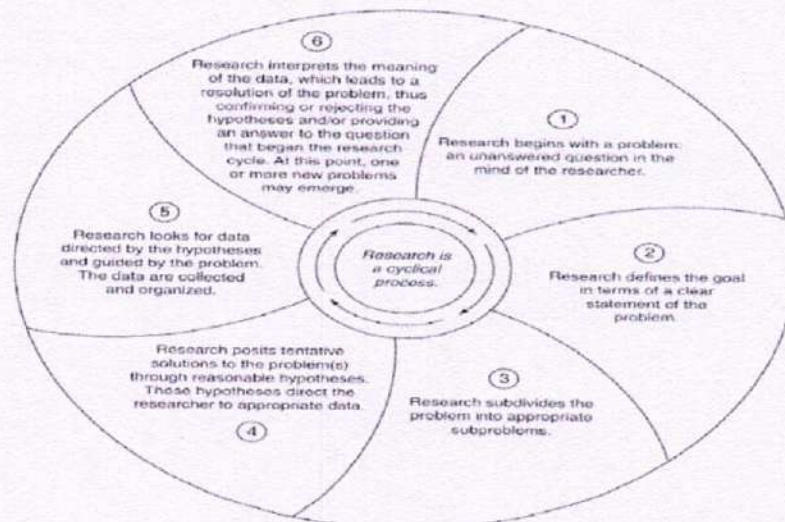 1
Research begins with a problem:
an unanswered question in the
mind of the researcher.
2
Research defines the goal
in terms of a clear
statement of the
problem.
3
Research subdivides the
problem into appropriate
subproblems.
Research posits tentative
solutions to the problem(s)
through reasonable hypotheses.
These hypotheses direct the
researcher to appropriate data.
4
5
Research looks for data
directed by the hypotheses
and guided by the problem.
The data are collected
and organized.
6
Research interprets the meaning
of the data, which leads to a
resolution of the problem, thus
confirming or rejecting the
hypotheses and/or providing
an answer to the question
that began the research
cycle. At this point, one
or more new problems
may emerge.
Research is
a cyclical
process.